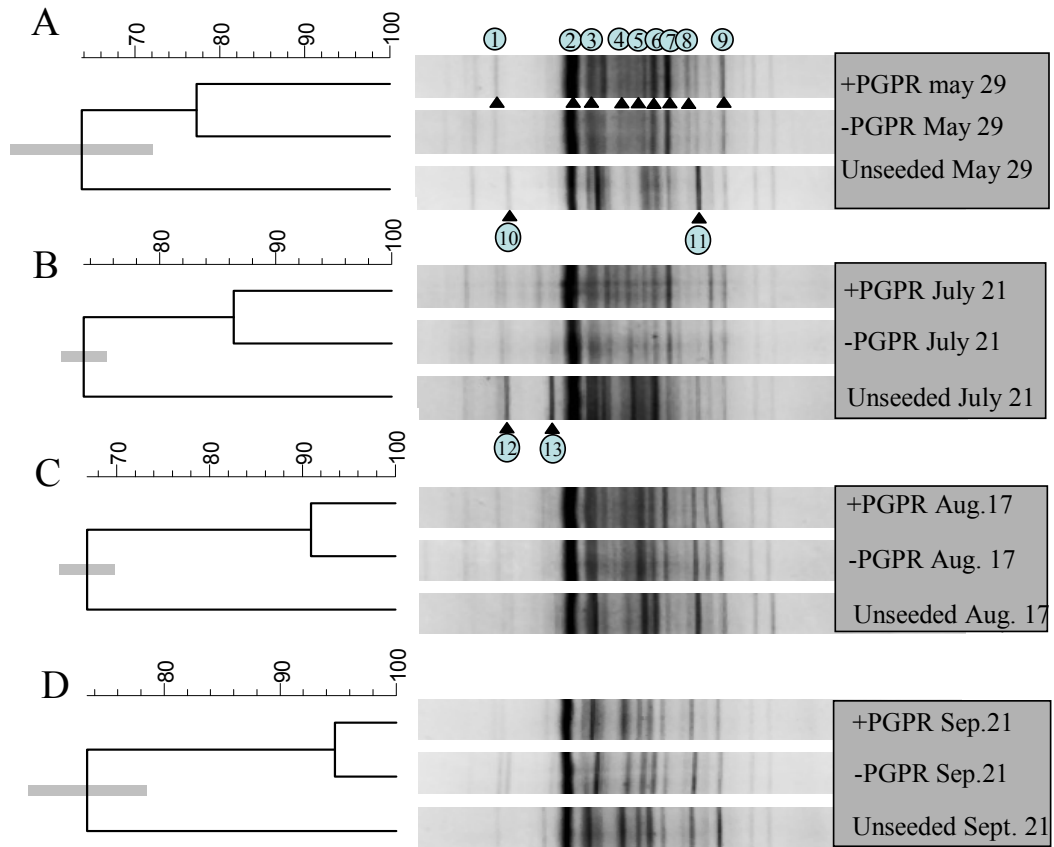 A
70 80 90 100
1 2 3 4 5 6 7 8 9
+PGPR may 29
-PGPR May 29
Unseeded May 29
10 11
B
80 90 100
+PGPR July 21
-PGPR July 21
Unseeded July 21
12 13
C
70 80 90 100
+PGPR Aug.17
-PGPR Aug. 17
Unseeded Aug. 17
D
80 90 100
+PGPR Sep.21
-PGPR Sep.21
Unseeded Sept. 21